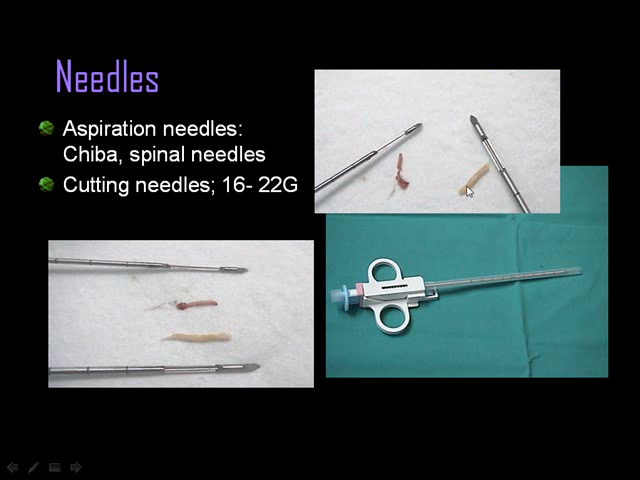 Needles
Aspiration needles:
Chiba, spinal needles
Cutting needles; 16- 22G